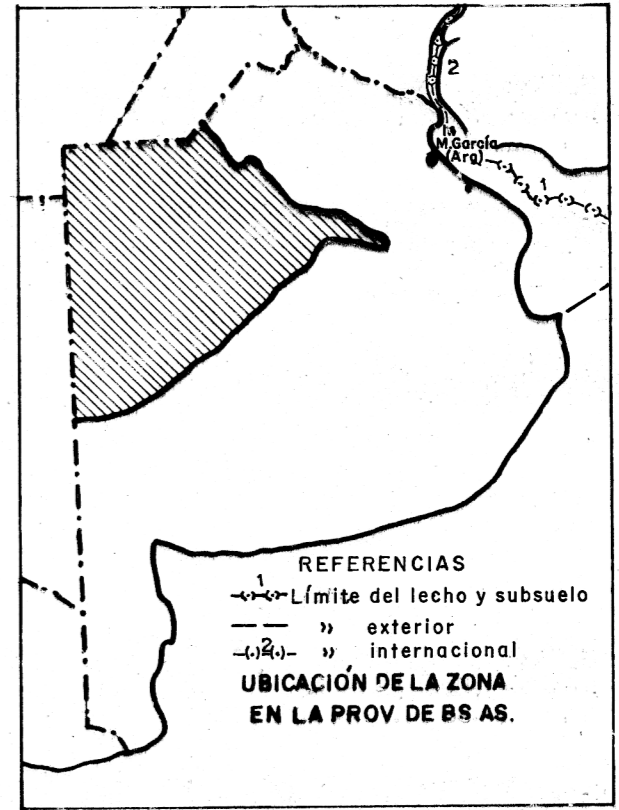 2
Is
M.García
(Arg)
1
REFERENCIAS
1
Límite del lecho y subsuelo
" exterior
2 " internacional
UBICACIÓN DE LA ZONA
EN LA PROV DE BS AS.